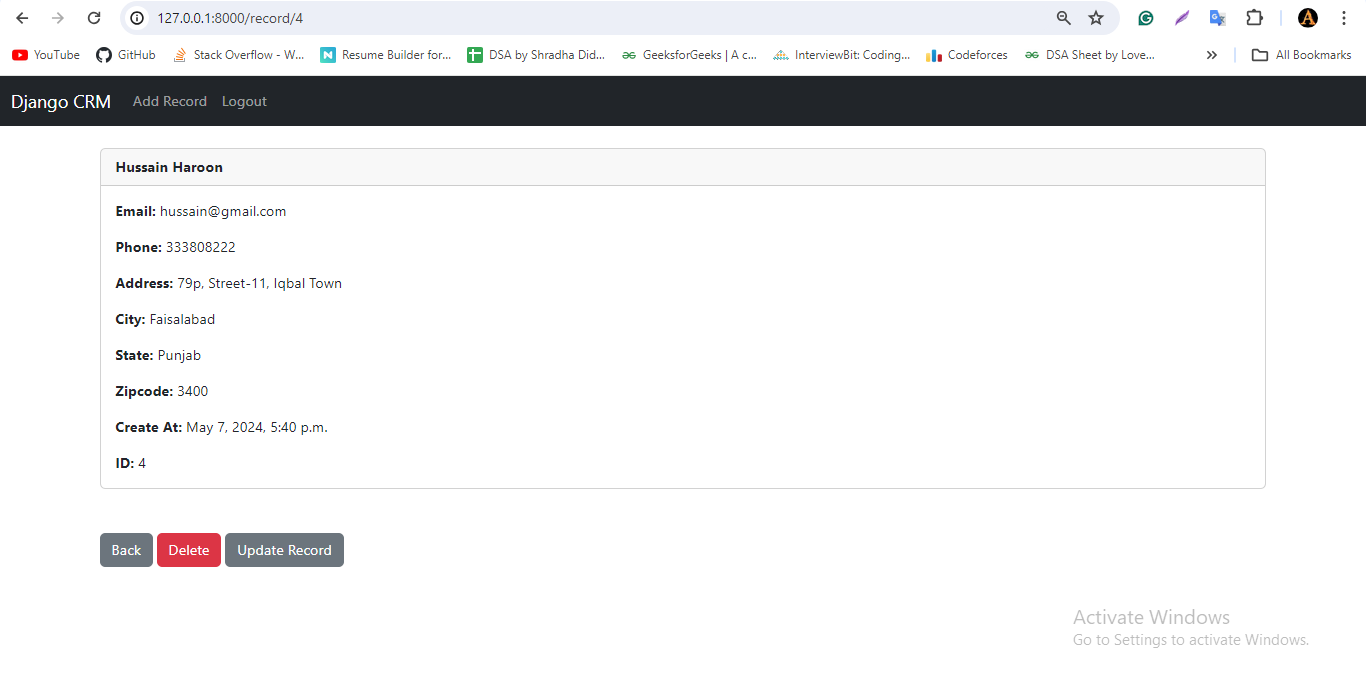 127.0.0.1:8000/record/4
YouTube GitHub Stack Overflow - W... Resume Builder for... DSA by Shradha Did... GeeksforGeeks | A c... InterviewBit: Coding... Codeforces DSA Sheet by Love... » All Bookmarks
Django CRM Add Record Logout
Hussain Haroon
Email: hussain@gmail.com
Phone: 333808222
Address: 79p, Street-11, Iqbal Town
City: Faisalabad
State: Punjab
Zipcode: 3400
Create At: May 7, 2024, 5:40 p.m.
ID: 4
Back Delete Update Record
Activate Windows
Go to Settings to activate Windows.